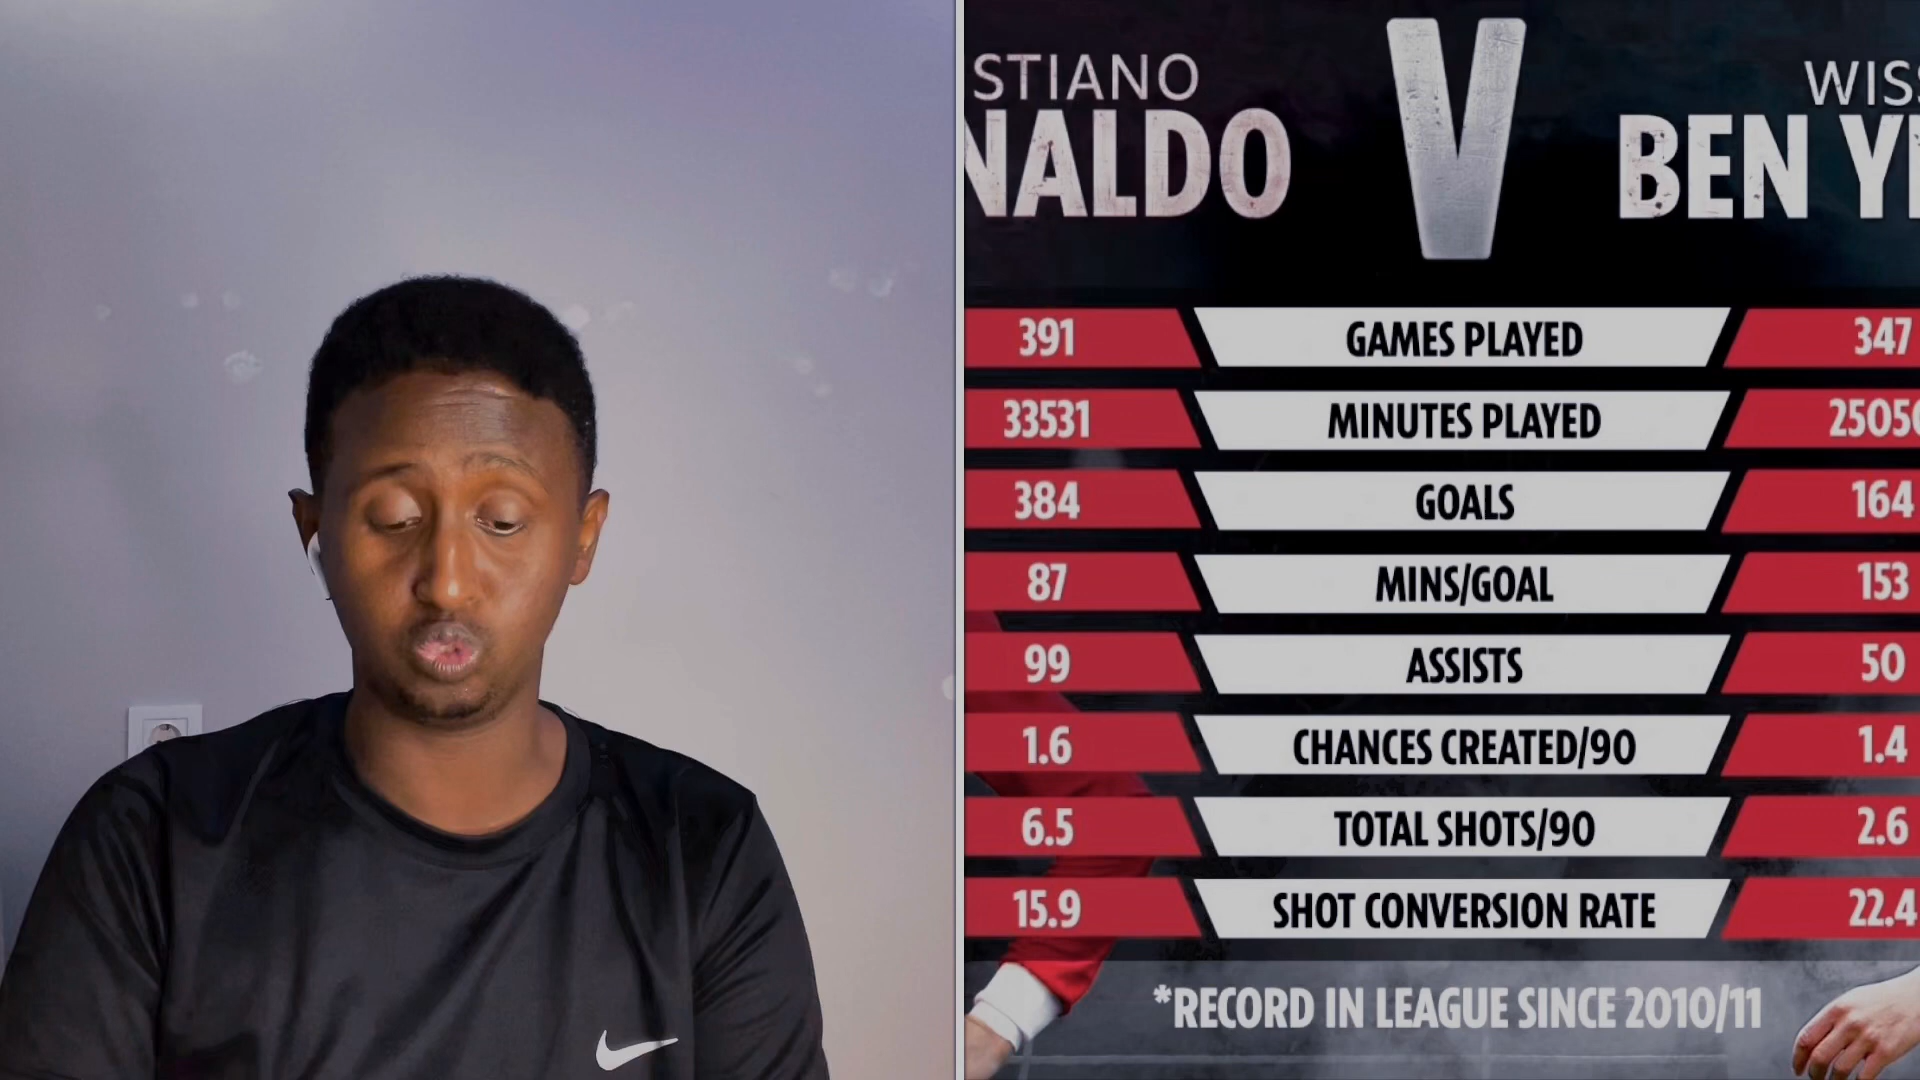 STIANO
NALDO
V
WISS
BEN YE
391 GAMES PLAYED 347
33531 MINUTES PLAYED 25050
384 GOALS 164
87 MINS/GOAL 153
99 ASSISTS 50
1.6 CHANCES CREATED/90 1.4
6.5 TOTAL SHOTS/90 2.6
15.9 SHOT CONVERSION RATE 22.4
*RECORD IN LEAGUE SINCE 2010/11